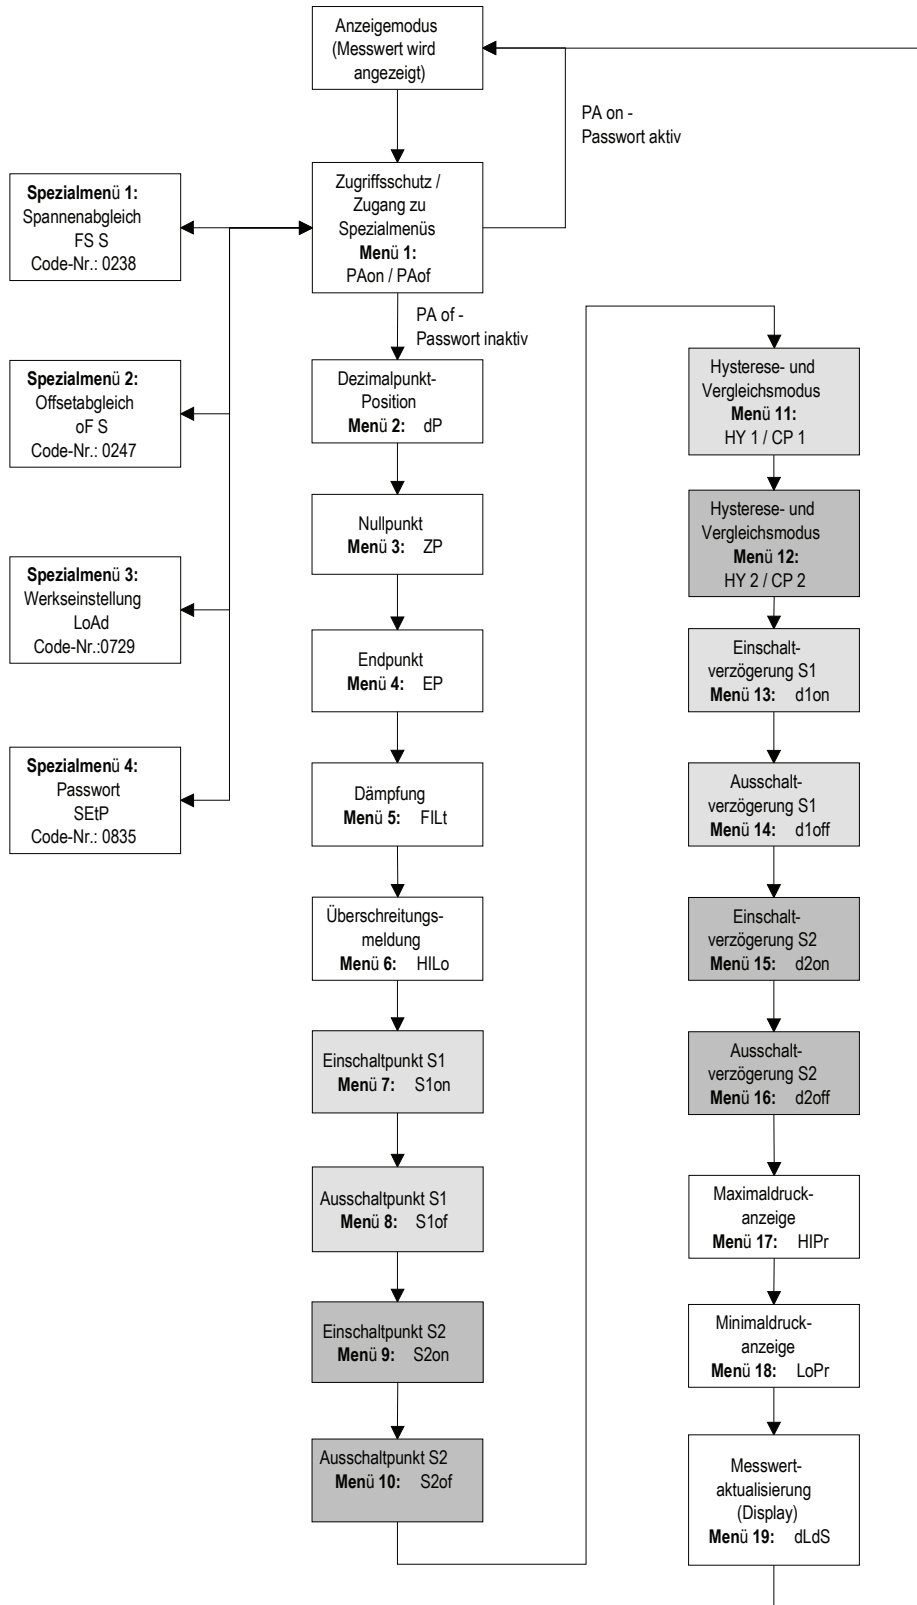 Anzeigemodus
(Messwert wird
angezeigt)
PA on -
Passwort aktiv
Zugriffsschutz /
Zugang zu
Spezialmenüs
Menü 1:
PAon / PAof
Spezialmenü 1:
Spannenabgleich
FS S
Code-Nr.: 0238
Spezialmenü 2:
Offsetabgleich
oF S
Code-Nr.: 0247
Spezialmenü 3:
Werkseinstellung
LoAd
Code-Nr.:0729
Spezialmenü 4:
Passwort
SEtP
Code-Nr.: 0835
PA of -
Passwort inaktiv
Dezimalpunkt-
Position
Menü 2: dP
Nullpunkt
Menü 3: ZP
Endpunkt
Menü 4: EP
Dämpfung
Menü 5: FILt
Überschreitungs-
meldung
Menü 6: HILo
Einschaltpunkt S1
Menü 7: S1on
Ausschaltpunkt S1
Menü 8: S1of
Einschaltpunkt S2
Menü 9: S2on
Ausschaltpunkt S2
Menü 10: S2of
Hysterese- und
Vergleichsmodus
Menü 11:
HY 1 / CP 1
Hysterese- und
Vergleichsmodus
Menü 12:
HY 2 / CP 2
Einschalt-
verzögerung S1
Menü 13: d1on
Ausschalt-
verzögerung S1
Menü 14: d1off
Einschalt-
verzögerung S2
Menü 15: d2on
Ausschalt-
verzögerung S2
Menü 16: d2off
Maximaldruck-
anzeige
Menü 17: HIPr
Minimaldruck-
anzeige
Menü 18: LoPr
Messwert-
aktualisierung
(Display)
Menü 19: dLdS